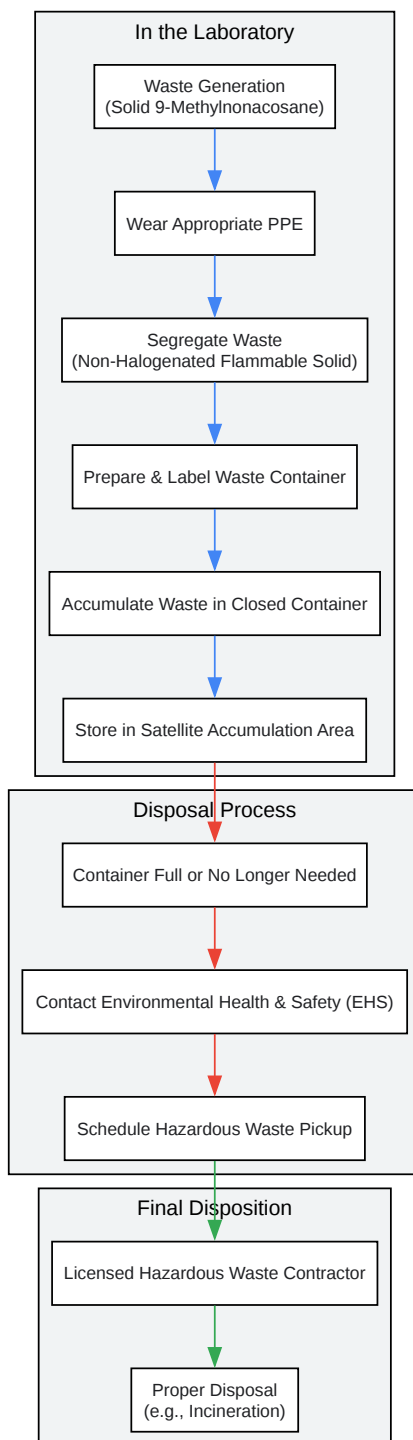 In the Laboratory
Waste Generation
(Solid 9-Methylnonacosane)
Wear Appropriate PPE
Segregate Waste
(Non-Halogenated Flammable Solid)
Prepare & Label Waste Container
Accumulate Waste in Closed Container
Store in Satellite Accumulation Area
Disposal Process
Container Full or No Longer Needed
Contact Environmental Health & Safety (EHS)
Schedule Hazardous Waste Pickup
Final Disposition
Licensed Hazardous Waste Contractor
Proper Disposal
(e.g., Incineration)